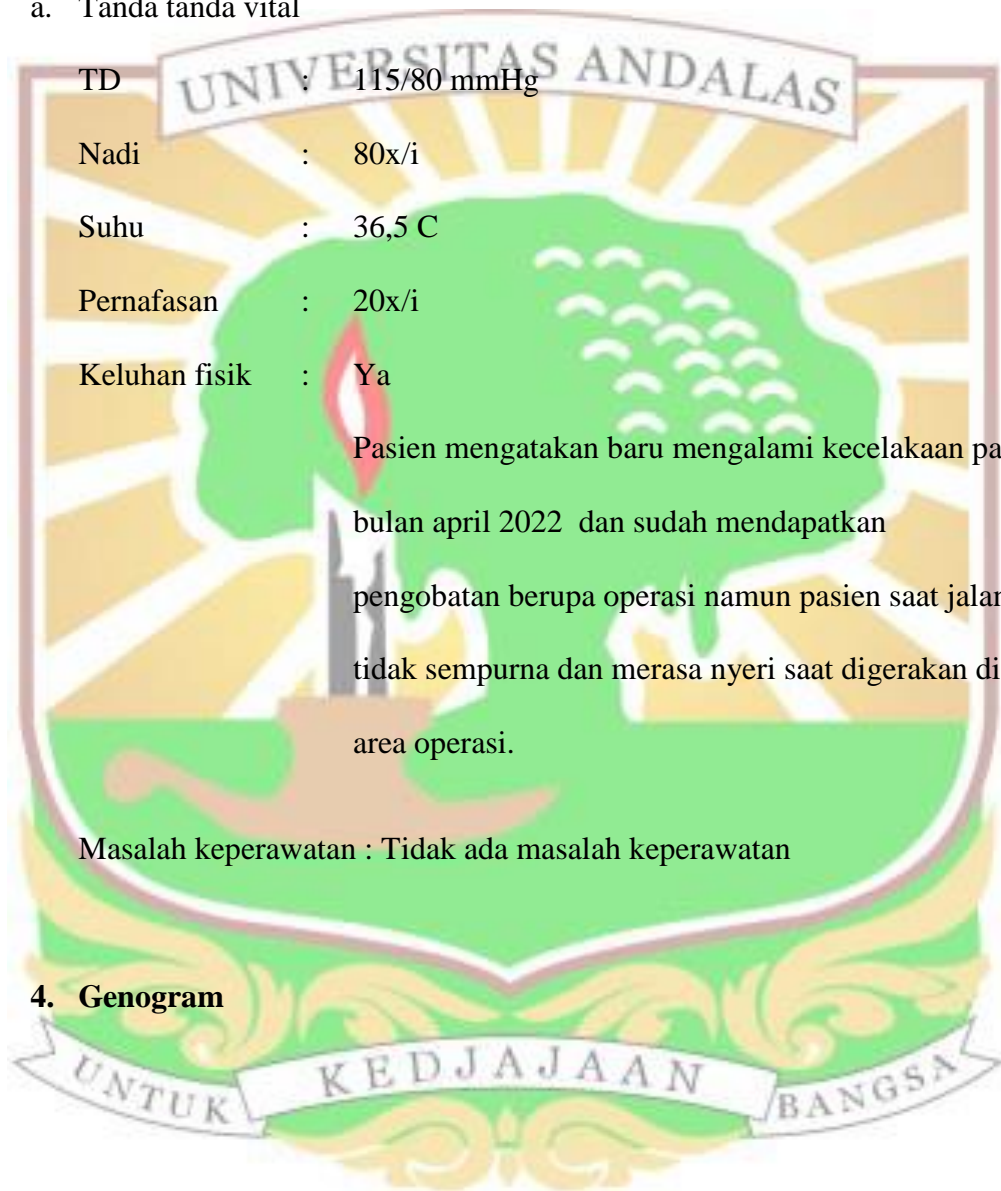 a. Tanda tanda vital
UNIVERSITAS ANDALAS
TD : 115/80 mmHg
Nadi : 80x/i
Suhu : 36,5 C
Pernafasan : 20x/i
Keluhan fisik : Ya
Pasien mengatakan baru mengalami kecelakaan pa
bulan april 2022 dan sudah mendapatkan
pengobatan berupa operasi namun pasien saat jalan
tidak sempurna dan merasa nyeri saat digerakan di
area operasi.
Masalah keperawatan : Tidak ada masalah keperawatan
4. Genogram
UNTUK KEDJAJAAN BANGSA